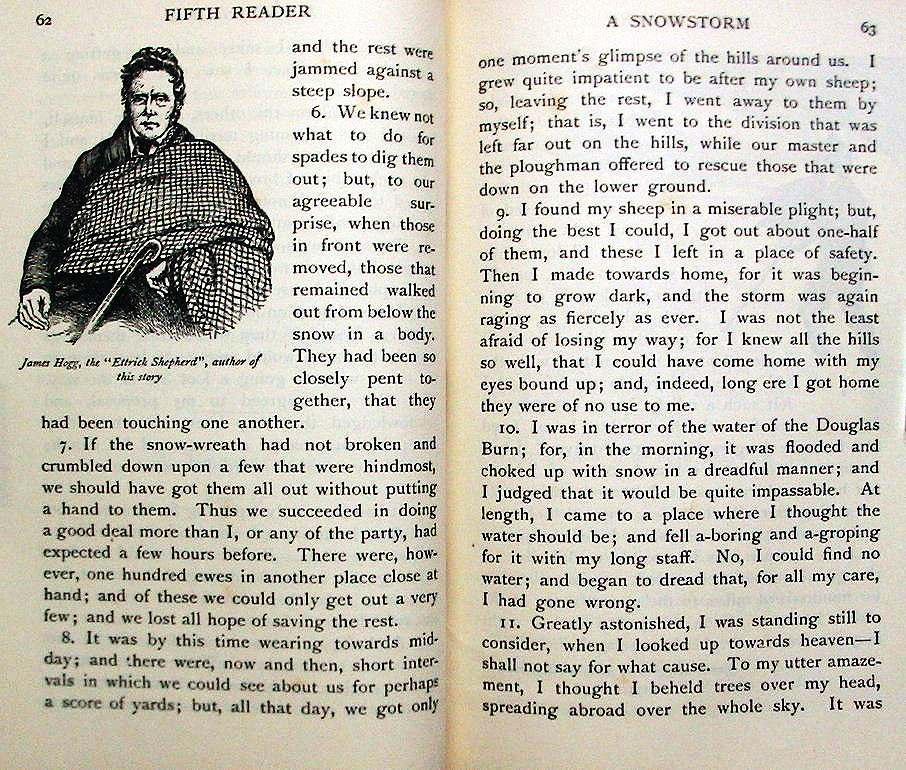 62
FIFTH READER
and the rest were
jammed against a
steep slope.
6. We knew not
what to do for
spades to dig them
out; but, to our
agreeable sur-
prise, when those
in front were re-
moved, those that
remained walked
out from below the
snow in a body.
They had been so
closely pent to-
gether, that they
James Hogg, the "Ettrick Shepherd", author of
this story
had been touching one another.
7. If the snow-wreath had not broken and
crumbled down upon a few that were hindmost,
we should have got them all out without putting
a hand to them. Thus we succeeded in doing
a good deal more than I, or any of the party, had
expected a few hours before. There were, how-
ever, one hundred ewes in another place close at
hand; and of these we could only get out a very
few; and we lost all hope of saving the rest.
8. It was by this time wearing towards mid-
day; and there were, now and then, short inter-
vals in which we could see about us for perhaps
a score of yards; but, all that day, we got only
A SNOWSTORM
63
one moment's glimpse of the hills around us. I
grew quite impatient to be after my own sheep;
so, leaving the rest, I went away to them by
myself; that is, I went to the division that was
left far out on the hills, while our master and
the ploughman offered to rescue those that were
down on the lower ground.
9. I found my sheep in a miserable plight; but,
doing the best I could, I got out about one-half
of them, and these I left in a place of safety.
Then I made towards home, for it was begin-
ning to grow dark, and the storm was again
raging as fiercely as ever. I was not the least
afraid of losing my way; for I knew all the hills
so well, that I could have come home with my
eyes bound up; and, indeed, long ere I got home
they were of no use to me.
10. I was in terror of the water of the Douglas
Burn; for, in the morning, it was flooded and
choked up with snow in a dreadful manner; and
I judged that it would be quite impassable. At
length, I came to a place where I thought the
water should be; and fell a-boring and a-groping
for it with my long staff. No, I could find no
water; and began to dread that, for all my care,
I had gone wrong.
11. Greatly astonished, I was standing still to
consider, when I looked up towards heaven—I
shall not say for what cause. To my utter amaze-
ment, I thought I beheld trees over my head,
spreading abroad over the whole sky. It was